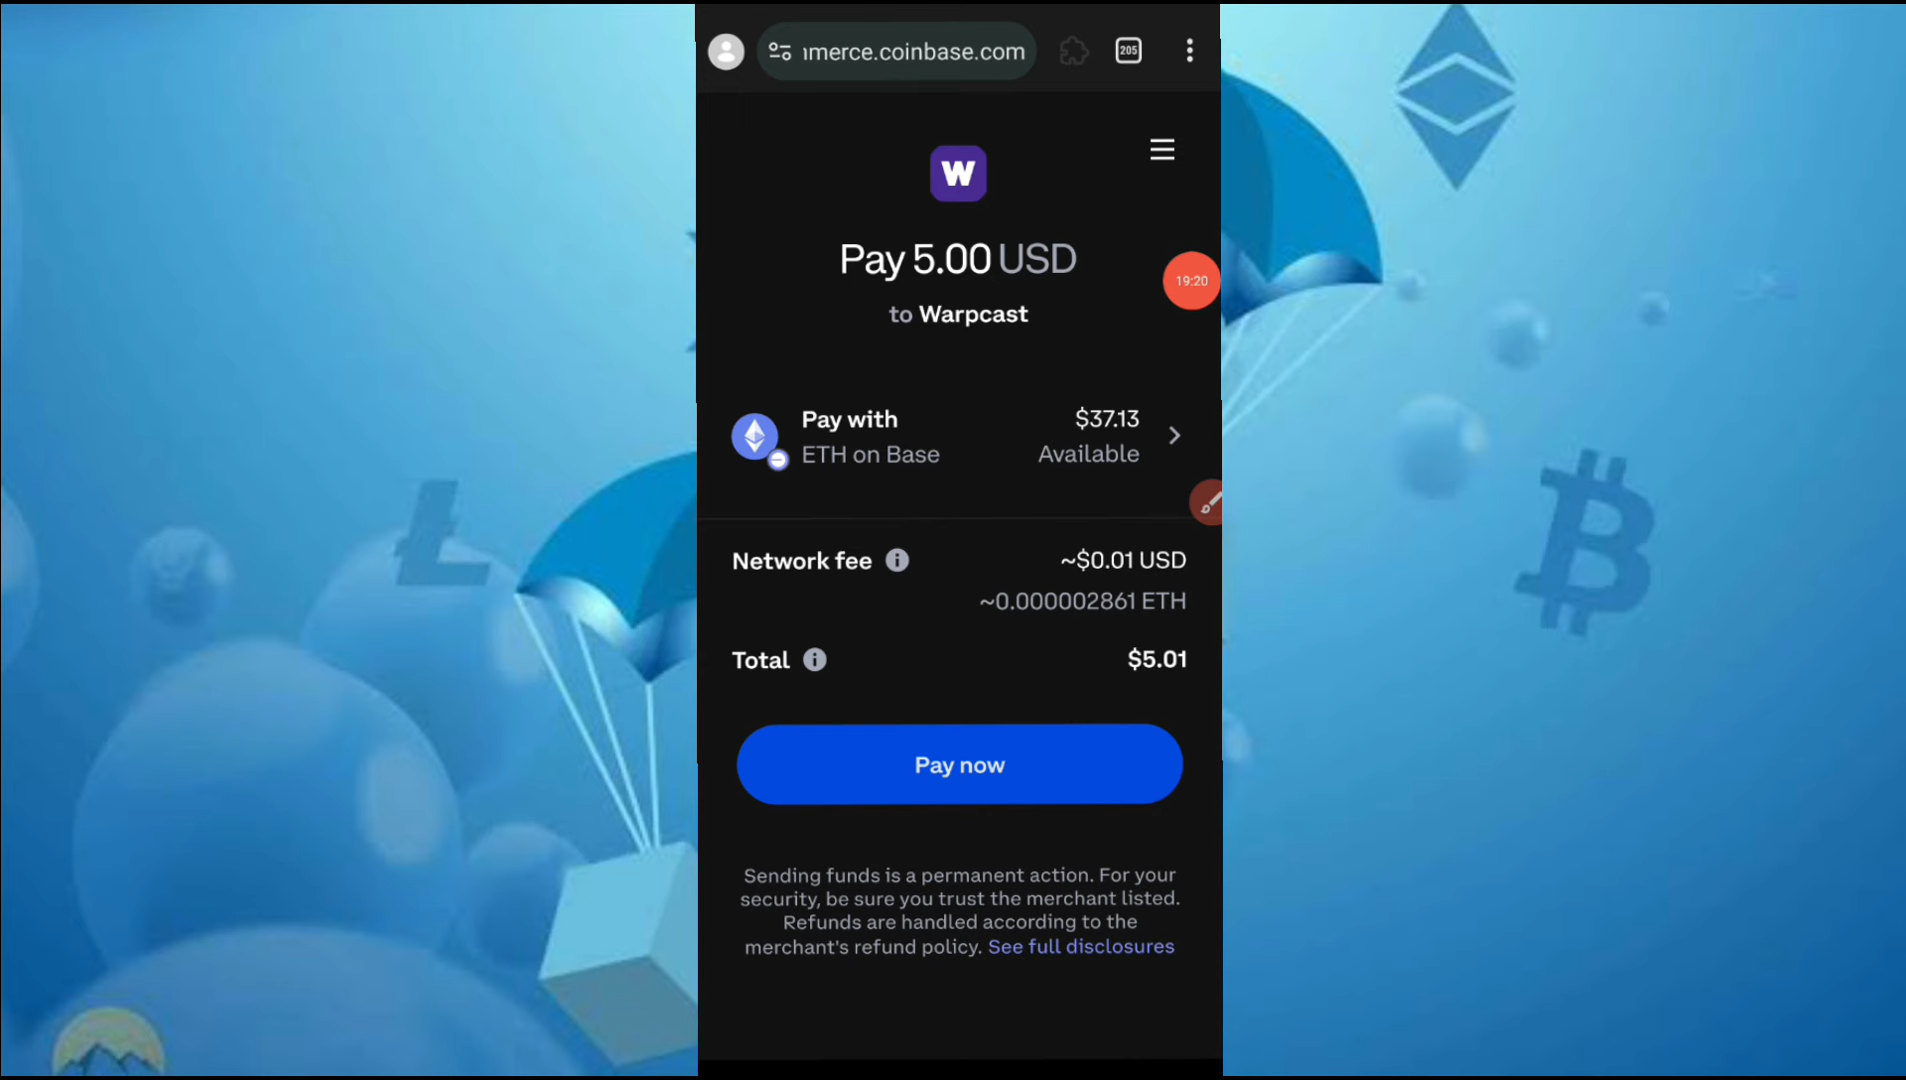 205
merce.coinbase.com
W
Pay 5.00 USD
19:20
to Warpcast
Pay with
$37.13
ETH on Base
Available
Network fee
~$0.01 USD
~0.000002861 ETH
Total
$5.01
Pay now
Sending funds is a permanent action. For your
security, be sure you trust the merchant listed.
Refunds are handled according to the
merchant's refund policy. See full disclosures